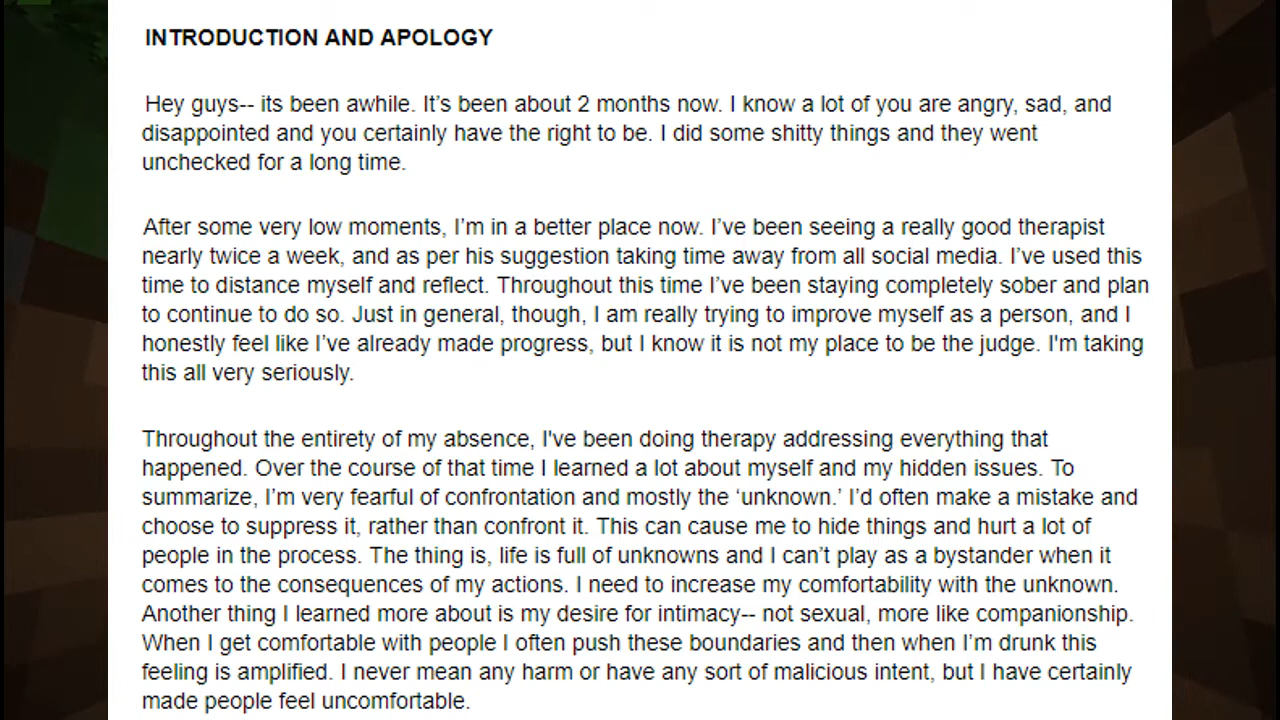 INTRODUCTION AND APOLOGY
Hey guys-- its been awhile. It’s been about 2 months now. I know a lot of you are angry, sad, and
disappointed and you certainly have the right to be. I did some shitty things and they went
unchecked for a long time.
After some very low moments, I’m in a better place now. I’ve been seeing a really good therapist
nearly twice a week, and as per his suggestion taking time away from all social media. I’ve used this
time to distance myself and reflect. Throughout this time I’ve been staying completely sober and plan
to continue to do so. Just in general, though, I am really trying to improve myself as a person, and I
honestly feel like I’ve already made progress, but I know it is not my place to be the judge. I'm taking
this all very seriously.
Throughout the entirety of my absence, I've been doing therapy addressing everything that
happened. Over the course of that time I learned a lot about myself and my hidden issues. To
summarize, I’m very fearful of confrontation and mostly the ‘unknown.’ I’d often make a mistake and
choose to suppress it, rather than confront it. This can cause me to hide things and hurt a lot of
people in the process. The thing is, life is full of unknowns and I can’t play as a bystander when it
comes to the consequences of my actions. I need to increase my comfortability with the unknown.
Another thing I learned more about is my desire for intimacy-- not sexual, more like companionship.
When I get comfortable with people I often push these boundaries and then when I’m drunk this
feeling is amplified. I never mean any harm or have any sort of malicious intent, but I have certainly
made people feel uncomfortable.